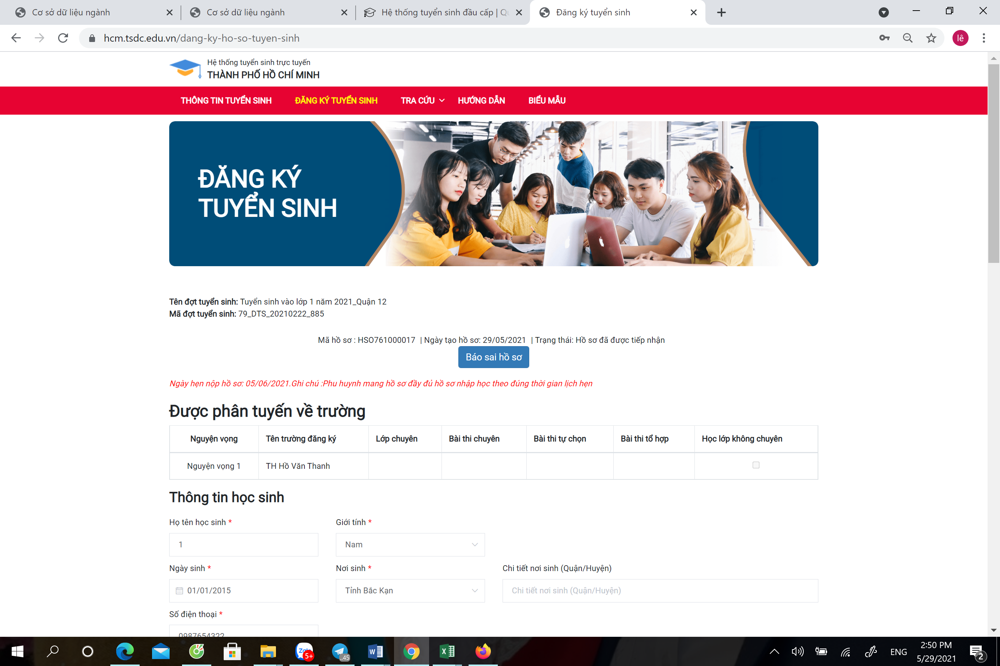 Cơ sở dữ liệu ngành
Cơ sở dữ liệu ngành
Hệ thống tuyển sinh đầu cấp | Qu
Đăng ký tuyển sinh
hcm.tsdc.edu.vn/dang-ky-ho-so-tuyen-sinh
lê
Hệ thống tuyển sinh trực tuyến
THÀNH PHỐ HỒ CHÍ MINH
THÔNG TIN TUYỂN SINH ĐĂNG KÝ TUYỂN SINH TRA CỨU HƯỚNG DẪN BIỂU MẪU
ĐĂNG KÝ
TUYỂN SINH
Tên đợt tuyển sinh: Tuyển sinh vào lớp 1 năm 2021_Quận 12
Mã đợt tuyển sinh: 79_DTS_20210222_885
Mã hồ sơ : HSO761000017 | Ngày tạo hồ sơ: 29/05/2021 | Trạng thái: Hồ sơ đã được tiếp nhận
Báo sai hồ sơ
Ngày hẹn nộp hồ sơ: 05/06/2021.Ghi chú :Phu huynh mang hồ sơ đầy đủ hồ sơ nhập học theo đúng thời gian lịch hẹn
Được phân tuyến về trường
Nguyện vọng Tên trường đăng ký Lớp chuyên Bài thi chuyên Bài thi tự chọn Bài thi tổ hợp Học lớp không chuyên
Nguyện vọng 1 TH Hồ Văn Thanh
Thông tin học sinh
Họ tên học sinh * Giới tính *
1 Nam
Ngày sinh * Nơi sinh * Chi tiết nơi sinh (Quận/Huyện)
01/01/2015 Tỉnh Bắc Kạn Chi tiết nơi sinh (Quận/Huyện)
Số điện thoại *
0987654322
Zalo 5+
..45
ENG
2:50 PM
5/29/2021
2